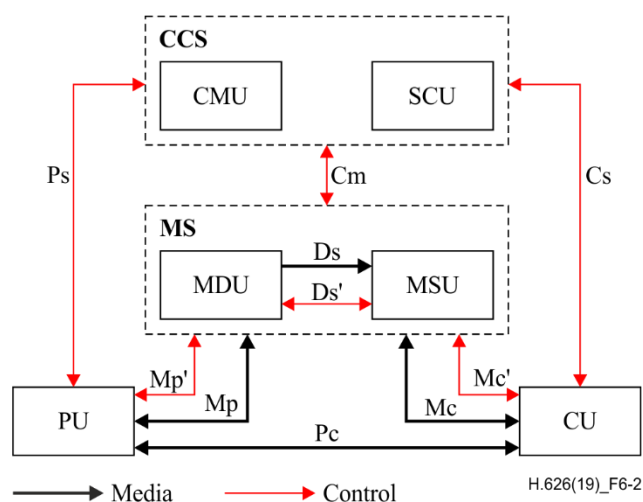 CCS
CMU
SCU
Ps
Cm
Cs
MS
Ds
MDU
MSU
Ds'
Mp'
Mc'
Mp
Mc
PU
CU
Pc
H.626(19)_F6-2
Media
Control